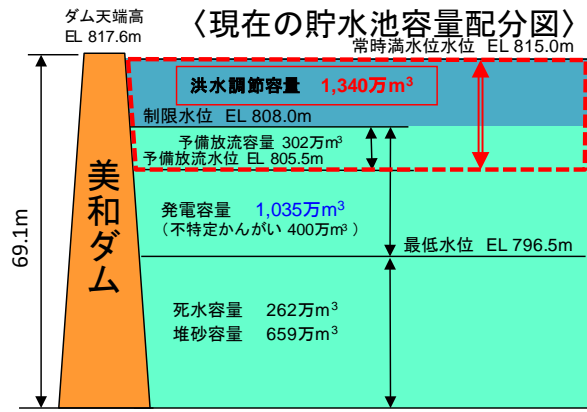 ダム天端高
EL 817.6m
〈現在の貯水池容量配分図〉
常時満水位水位 EL 815.0m
洪水調節容量 1,340万m³
制限水位 EL 808.0m
予備放流容量 302万m³
予備放流水位 EL 805.5m
美和ダム
69.1m
発電容量 1,035万m³
（不特定かんがい 400万m³ ）
最低水位 EL 796.5m
死水容量 262万m³
堆砂容量 659万m³